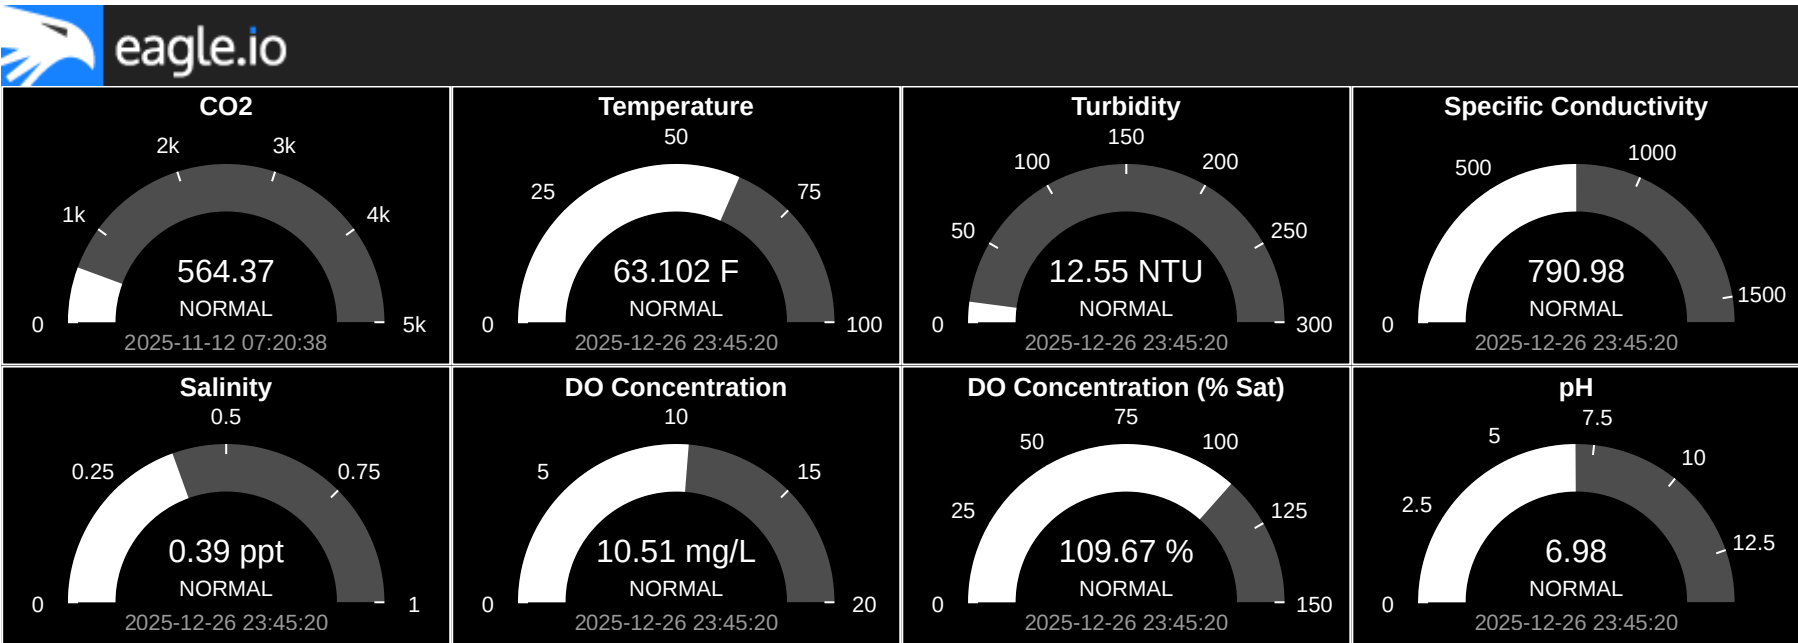 eagle.io
CO2
0
1k
2k
3k
4k
5k
564.37
NORMAL
2025-11-12 07:20:38
Temperature
0
25
50
75
100
63.102 F
NORMAL
2025-12-26 23:45:20
Turbidity
0
50
100
150
200
250
300
12.55 NTU
NORMAL
2025-12-26 23:45:20
Specific Conductivity
0
500
1000
1500
790.98
NORMAL
2025-12-26 23:45:20
Salinity
0
0.25
0.5
0.75
1
0.39 ppt
NORMAL
2025-12-26 23:45:20
DO Concentration
0
5
10
15
20
10.51 mg/L
NORMAL
2025-12-26 23:45:20
DO Concentration (% Sat)
0
25
50
75
100
125
150
109.67 %
NORMAL
2025-12-26 23:45:20
pH
0
2.5
5
7.5
10
12.5
6.98
NORMAL
2025-12-26 23:45:20